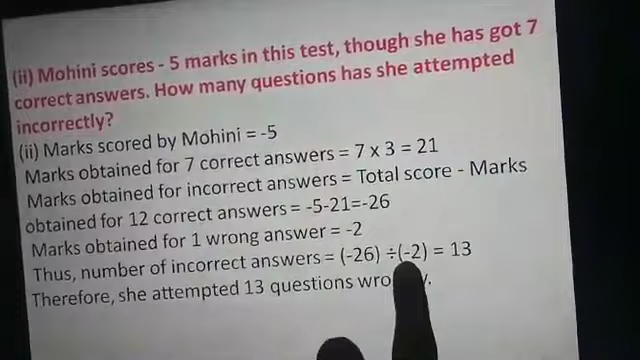 (ii) Mohini scores - 5 marks in this test, though she has got 7
correct answers. How many questions has she attempted
incorrectly?
(ii) Marks scored by Mohini = -5
Marks obtained for 7 correct answers = 7 x 3 = 21
Marks obtained for incorrect answers = Total score - Marks
obtained for 12 correct answers = -5-21=-26
Marks obtained for 1 wrong answer = -2
Thus, number of incorrect answers = (-26) ÷(-2) = 13
Therefore, she attempted 13 questions